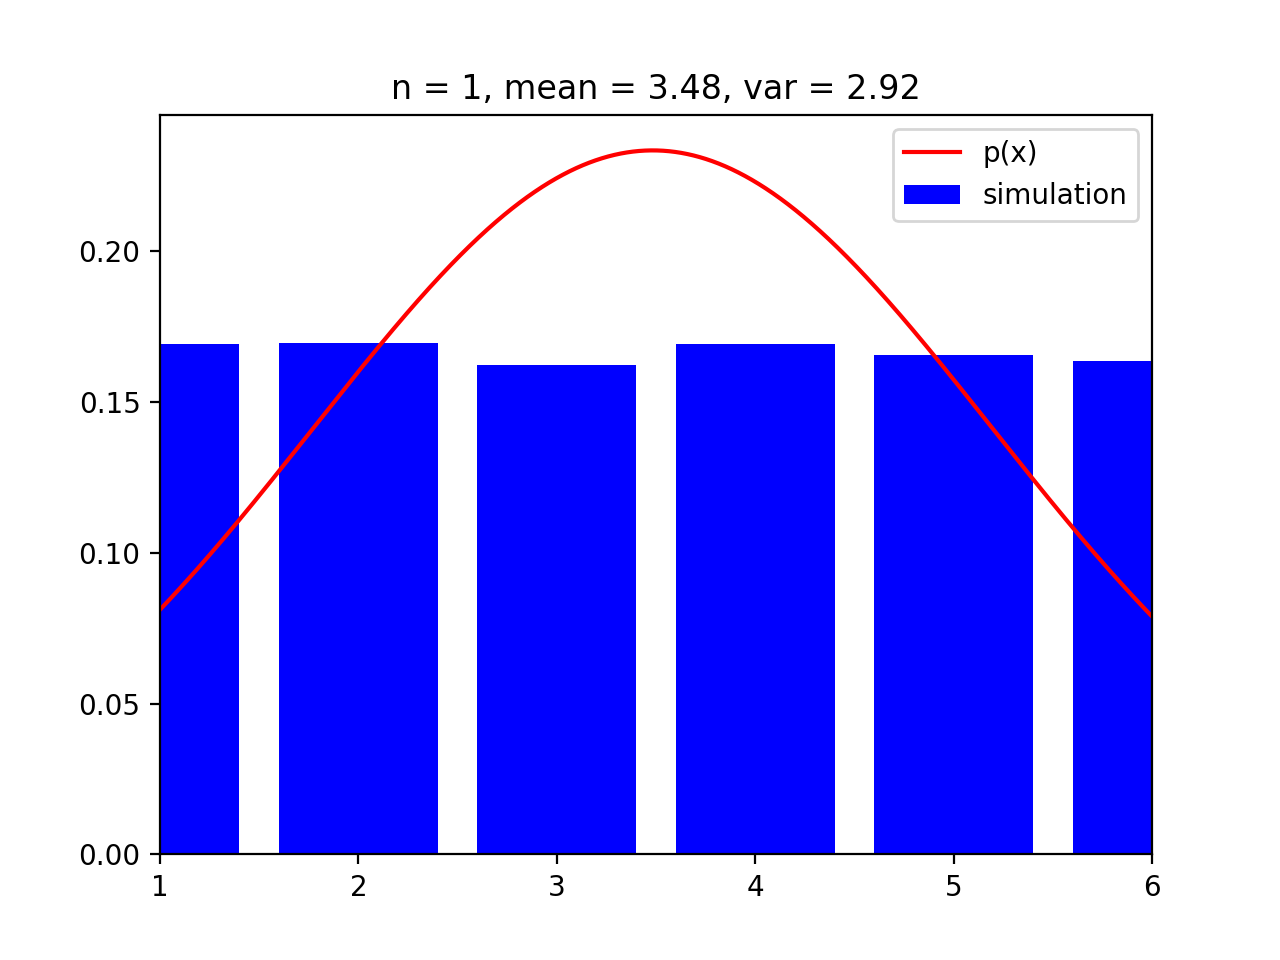 n = 1, mean = 3.48, var = 2.92
p(x)
simulation
0.20
0.15
0.10
0.05
0.00
1 2 3 4 5 6